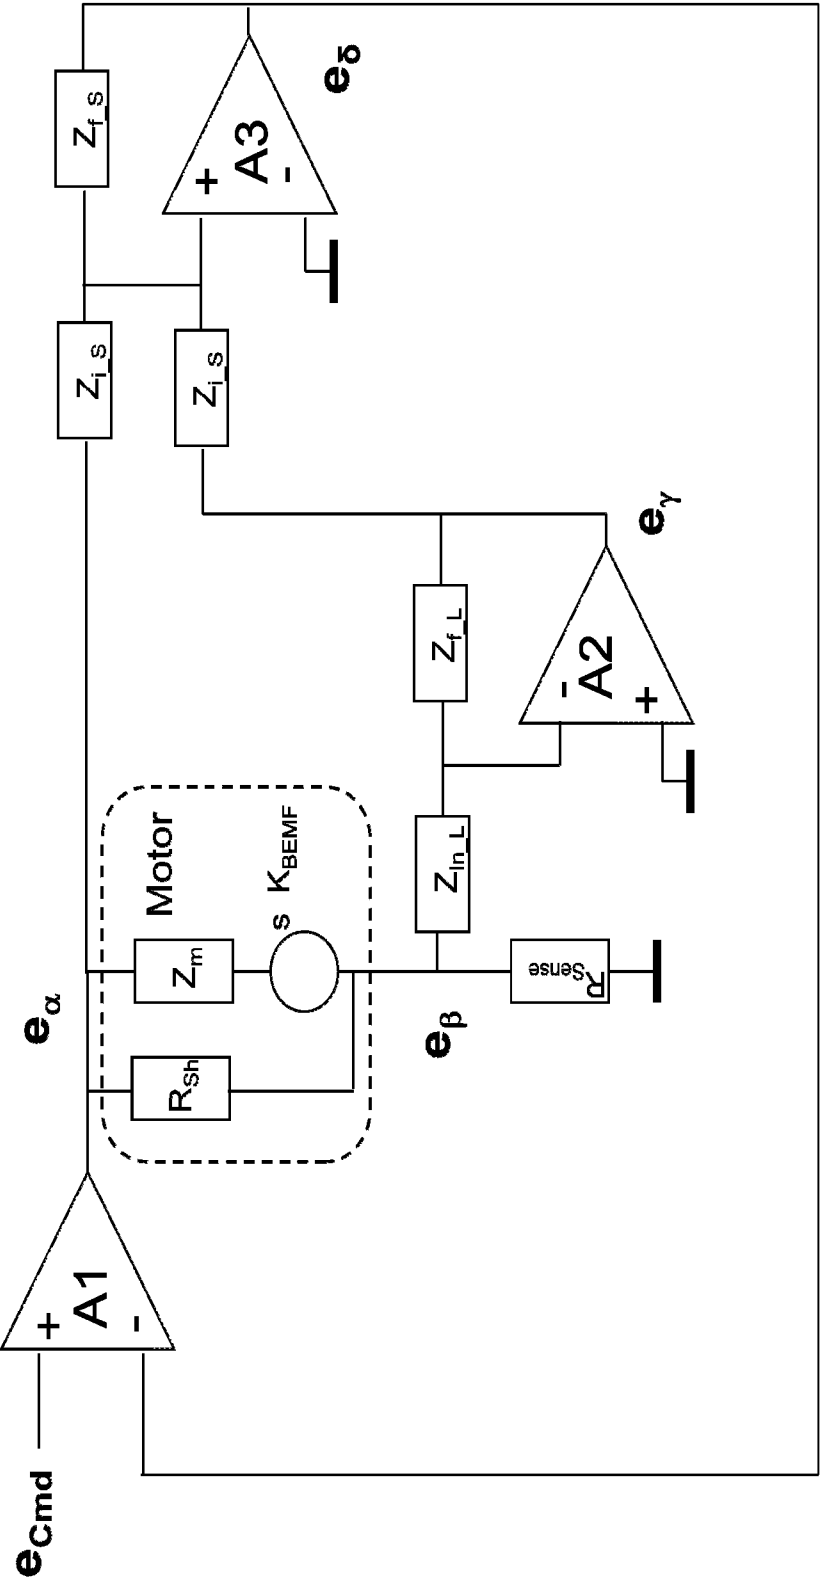 e_Cmd
+
A1
-
e_α
R_Sh
Z_m
Motor
s K_BEMF
e_β
R_Sense
Z_In_L
Z_f_L
-
A2
+
e_γ
Z_i_S
Z_i_S
Z_f_S
+
A3
-
e_δ